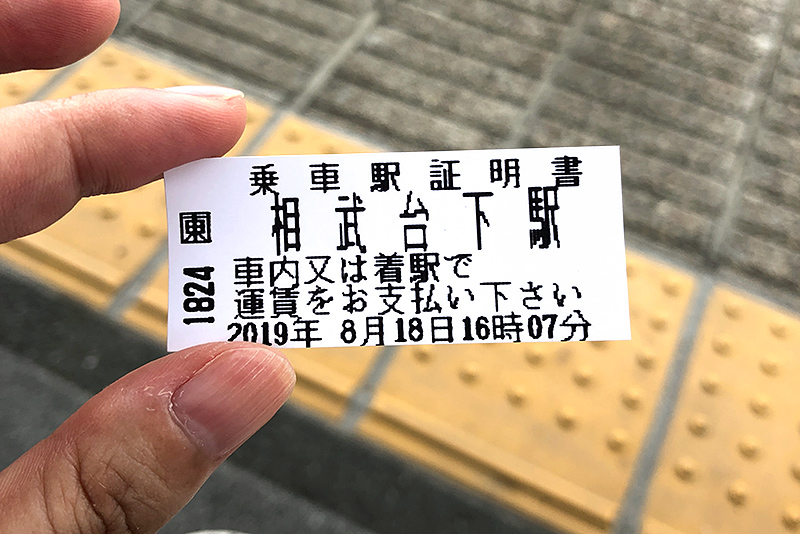 乗車駅証明書
相武台下駅
車内又は着駅で
運賃をお支払い下さい
2019年 8月18日16時07分
東
1824